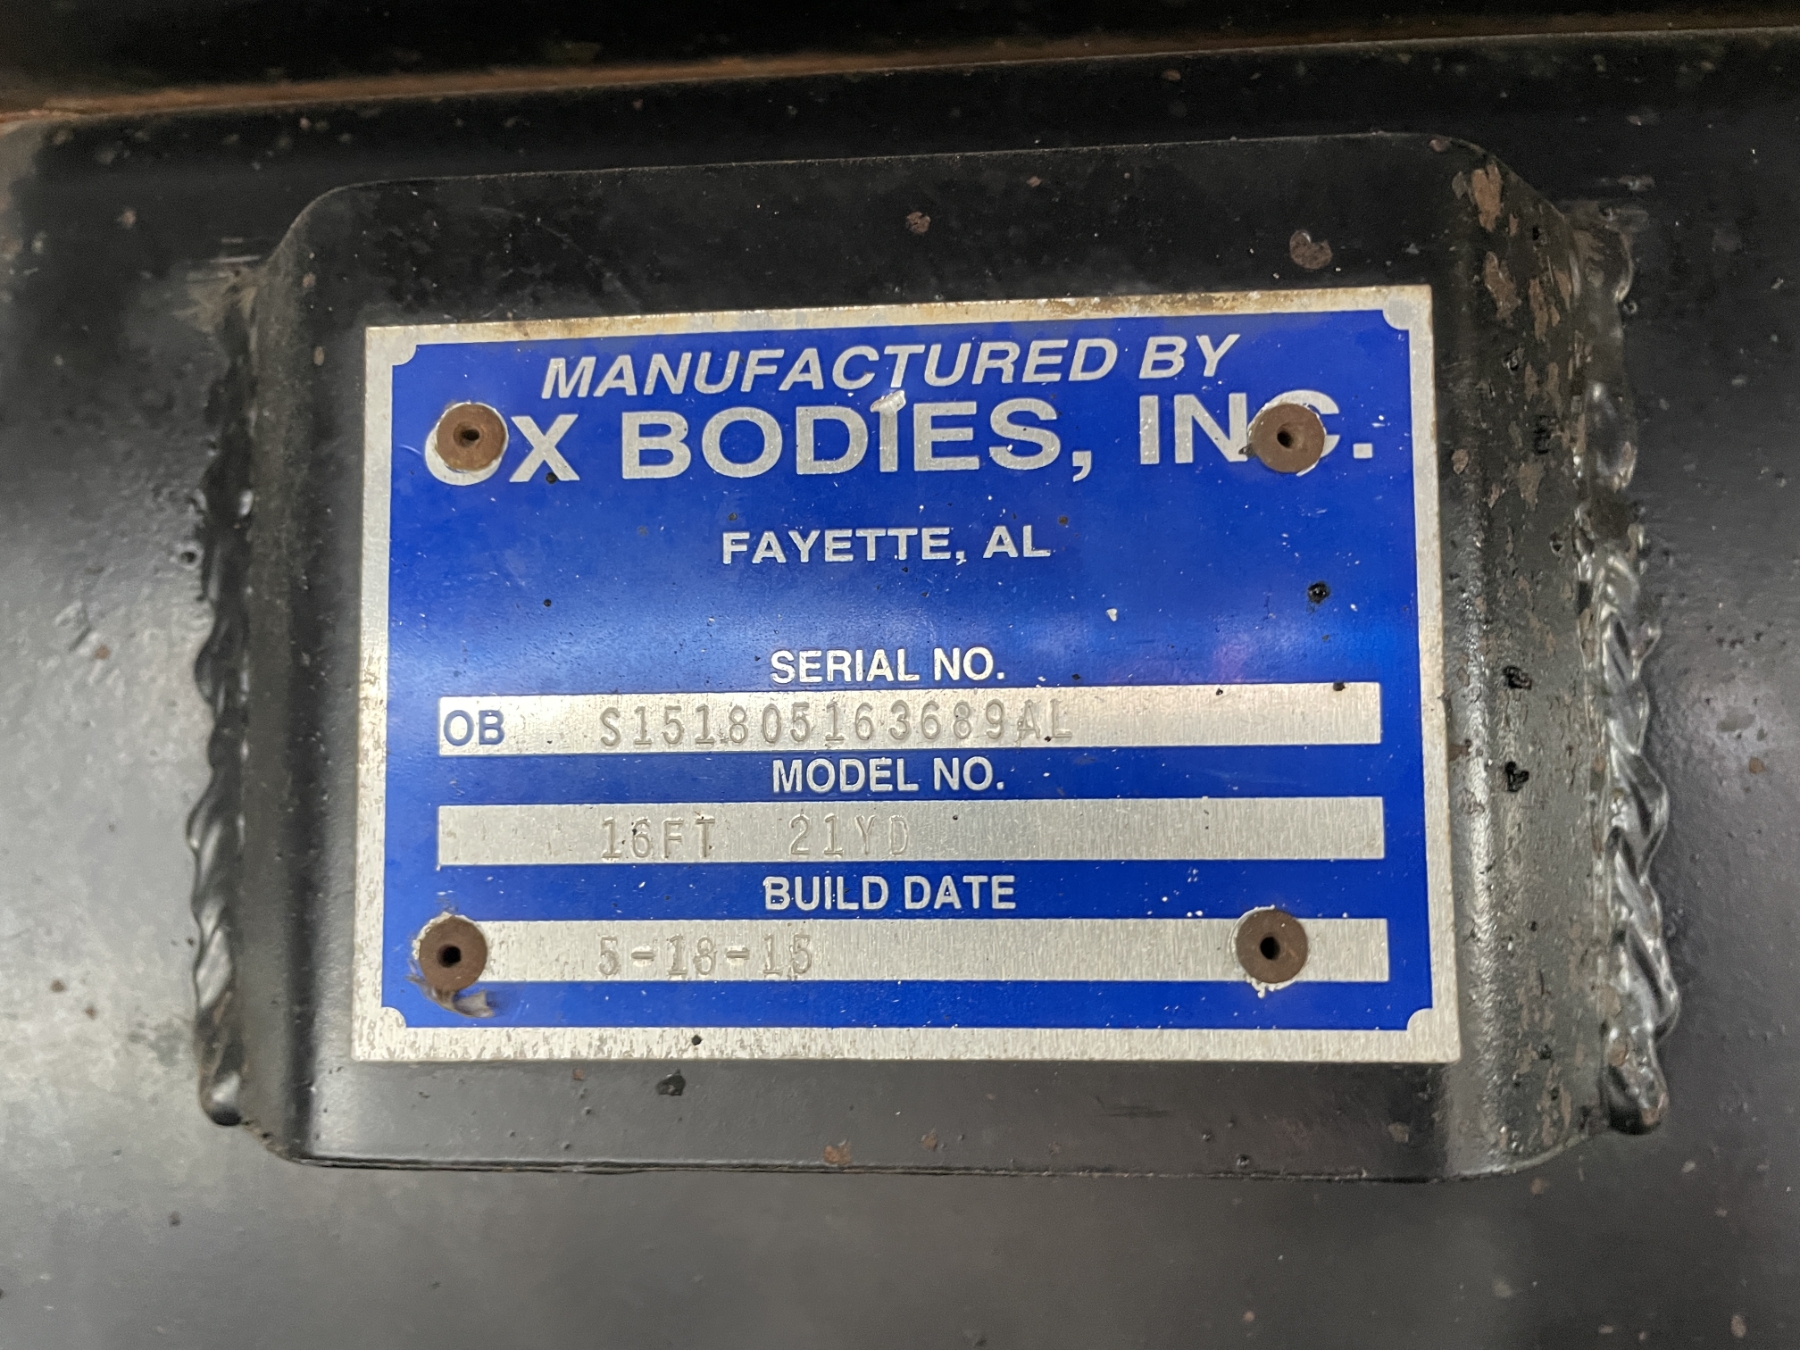 MANUFACTURED BY
OX BODIES, INC.
FAYETTE, AL
SERIAL NO.
OB S151805163689AL
MODEL NO.
16FT 21YD
BUILD DATE
5-18-15